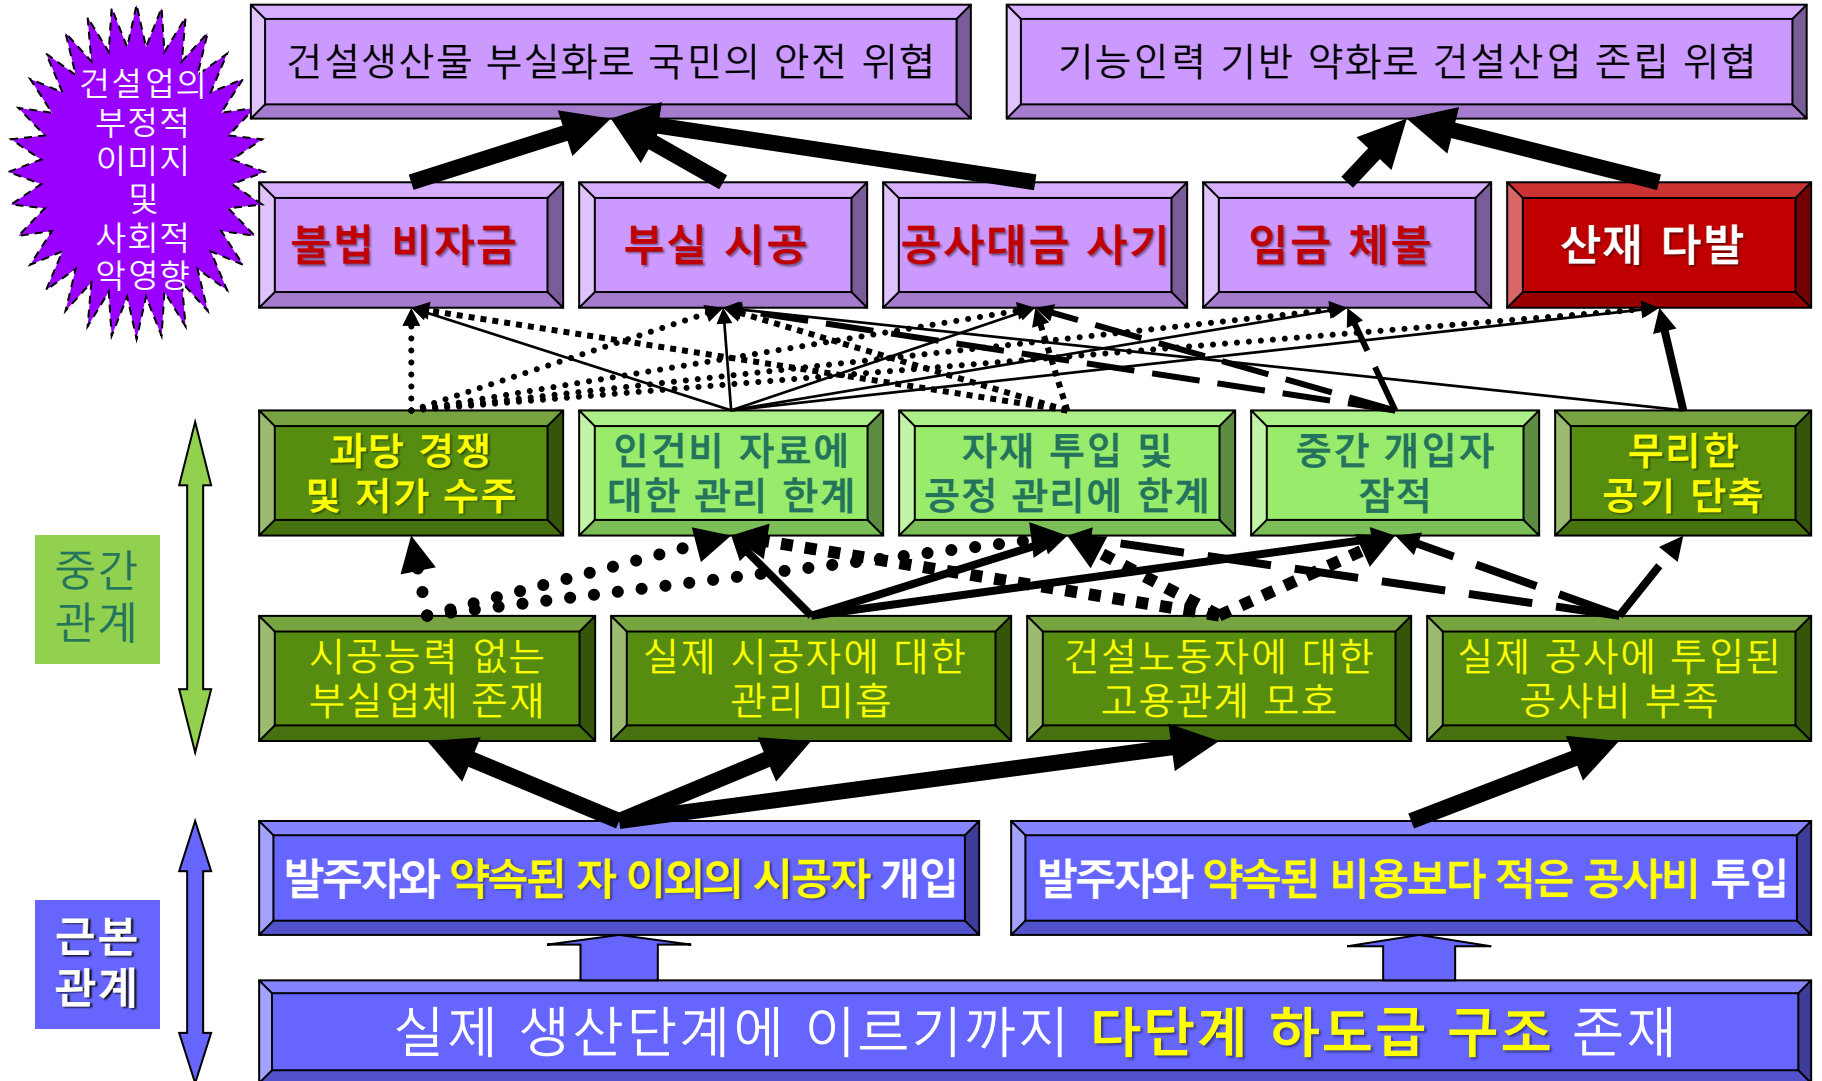 건설업의
부정적
이미지
및
사회적
악영향
건설생산물 부실화로 국민의 안전 위협
기능인력 기반 약화로 건설산업 존립 위협
불법 비자금
부실 시공
공사대금 사기
임금 체불
산재 다발
과당 경쟁
및 저가 수주
인건비 자료에
대한 관리 한계
자재 투입 및
공정 관리에 한계
중간 개입자
잠적
무리한
공기 단축
중간
관계
시공능력 없는
부실업체 존재
실제 시공자에 대한
관리 미흡
건설노동자에 대한
고용관계 모호
실제 공사에 투입된
공사비 부족
발주자와 약속된 자 이외의 시공자 개입
발주자와 약속된 비용보다 적은 공사비 투입
근본
관계
실제 생산단계에 이르기까지 다단계 하도급 구조 존재